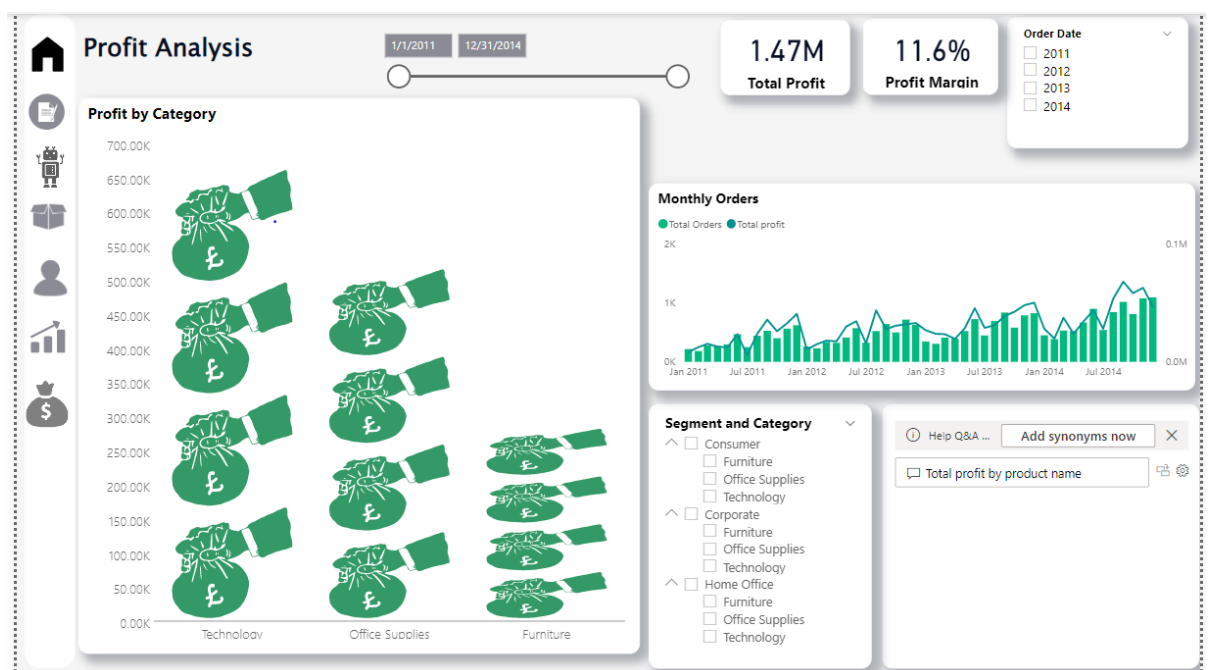 Profit Analysis
1/1/2011
12/31/2014
1.47M
Total Profit
11.6%
Profit Margin
Order Date
2011
2012
2013
2014
Profit by Category
700.00K
650.00K
600.00K
550.00K
500.00K
450.00K
400.00K
350.00K
300.00K
250.00K
200.00K
150.00K
100.00K
50.00K
0.00K
£
£
£
£
£
£
£
£
£
£
£
£
Technology
Office Supplies
Furniture
$
Monthly Orders
Total Orders Total profit
2K
1K
0K
0.1M
0.0M
Jan 2011
Jul 2011
Jan 2012
Jul 2012
Jan 2013
Jul 2013
Jan 2014
Jul 2014
Segment and Category
Consumer
Furniture
Office Supplies
Technology
Corporate
Furniture
Office Supplies
Technology
Home Office
Furniture
Office Supplies
Technology
Help Q&A ...
Add synonyms now
Total profit by product name